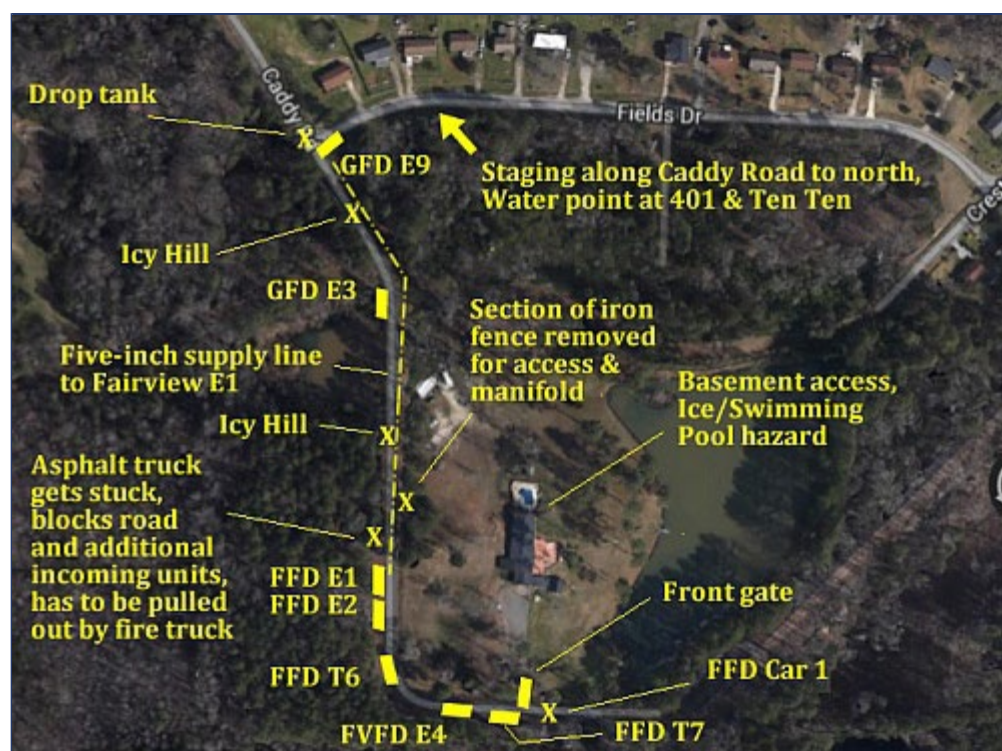 Caddy
Drop tank
Fields Dr
GFD E9
Staging along Caddy Road to north,
Water point at 401 & Ten Ten
X
X
Icy Hill
GFD E3
Section of iron
fence removed
for access &
manifold
Five-inch supply line
to Fairview E1
Basement access,
Ice/Swimming
Pool hazard
Icy Hill
X
X
Asphalt truck
gets stuck,
blocks road
and additional
incoming units,
has to be pulled
out by fire truck
X
FFD E1
FFD E2
Front gate
FFD T6
FFD Car 1
X
FVFD E4
FFD T7